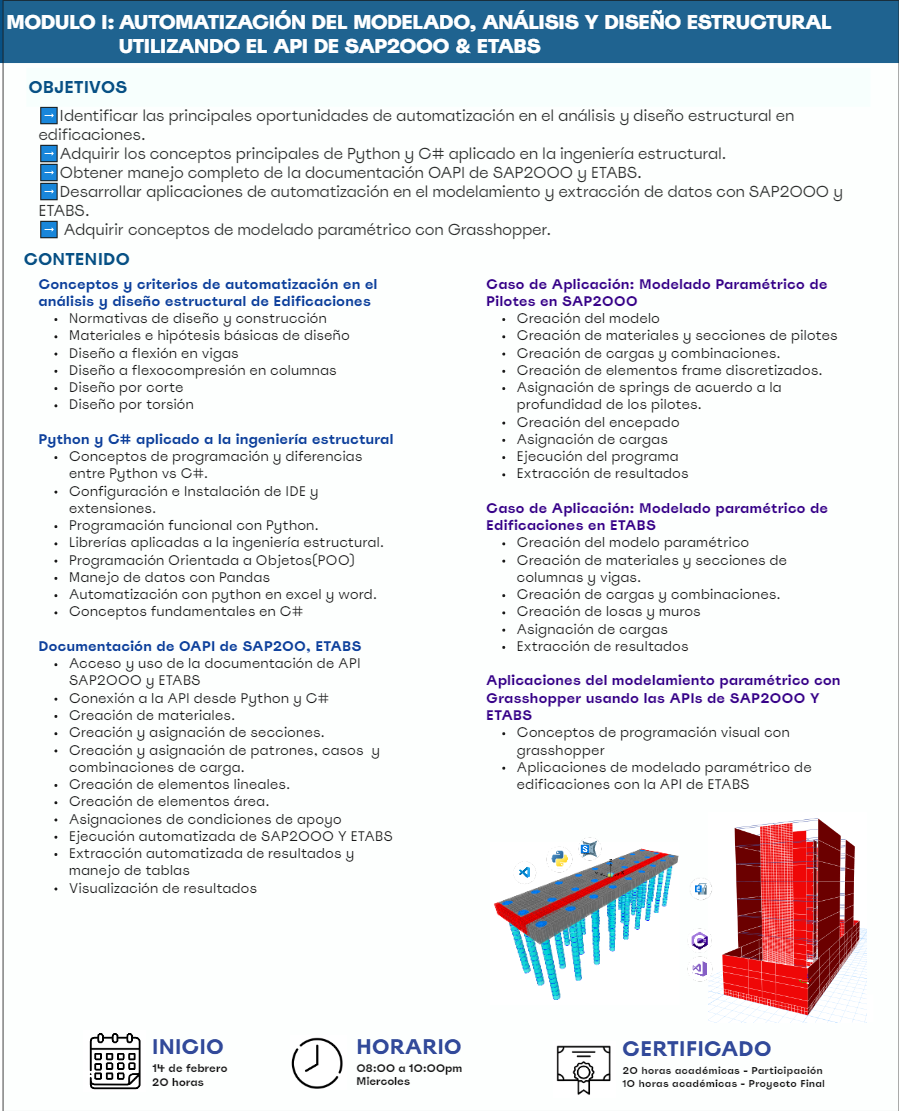 MODULO I: AUTOMATIZACIÓN DEL MODELADO, ANÁLISIS Y DISEÑO ESTRUCTURAL
UTILIZANDO EL API DE SAP2000 & ETABS
OBJETIVOS
→Identificar las principales oportunidades de automatización en el análisis y diseño estructural en
edificaciones.
→Adquirir los conceptos principales de Python y C# aplicado en la ingeniería estructural.
→Obtener manejo completo de la documentación OAPI de SAP2000 y ETABS.
→Desarrollar aplicaciones de automatización en el modelamiento y extracción de datos con SAP2000 y
ETABS.
→ Adquirir conceptos de modelado paramétrico con Grasshopper.
CONTENIDO
Conceptos y criterios de automatización en el
análisis y diseño estructural de Edificaciones
• Normativas de diseño y construcción
• Materiales e hipótesis básicas de diseño
• Diseño a flexión en vigas
• Diseño a flexocompresión en columnas
• Diseño por corte
• Diseño por torsión
Python y C# aplicado a la ingeniería estructural
• Conceptos de programación y diferencias
entre Python vs C#.
• Configuración e Instalación de IDE y
extensiones.
• Programación funcional con Python.
• Librerías aplicadas a la ingeniería estructural.
• Programación Orientada a Objetos(POO)
• Manejo de datos con Pandas
• Automatización con python en excel y word.
• Conceptos fundamentales en C#
Documentación de OAPI de SAP200, ETABS
• Acceso y uso de la documentación de API
SAP2000 y ETABS
• Conexión a la API desde Python y C#
• Creación de materiales.
• Creación y asignación de secciones.
• Creación y asignación de patrones, casos y
combinaciones de carga.
• Creación de elementos lineales.
• Creación de elementos área.
• Asignaciones de condiciones de apoyo
• Ejecución automatizada de SAP2000 Y ETABS
• Extracción automatizada de resultados y
manejo de tablas
• Visualización de resultados
Caso de Aplicación: Modelado Paramétrico de
Pilotes en SAP2000
• Creación del modelo
• Creación de materiales y secciones de pilotes
• Creación de cargas y combinaciones.
• Creación de elementos frame discretizados.
• Asignación de springs de acuerdo a la
profundidad de los pilotes.
• Creación del encepado
• Asignación de cargas
• Ejecución del programa
• Extracción de resultados
Caso de Aplicación: Modelado paramétrico de
Edificaciones en ETABS
• Creación del modelo paramétrico
• Creación de materiales y secciones de
columnas y vigas.
• Creación de cargas y combinaciones.
• Creación de losas y muros
• Asignación de cargas
• Extracción de resultados
Aplicaciones del modelamiento paramétrico con
Grasshopper usando las APIs de SAP2000 Y
ETABS
• Conceptos de programación visual con
grasshopper
• Aplicaciones de modelado paramétrico de
edificaciones con la API de ETABS
INICIO
14 de febrero
20 horas
HORARIO
08:00 a 10:00pm
Miercoles
CERTIFICADO
20 horas académicas - Participación
10 horas académicas - Proyecto Final